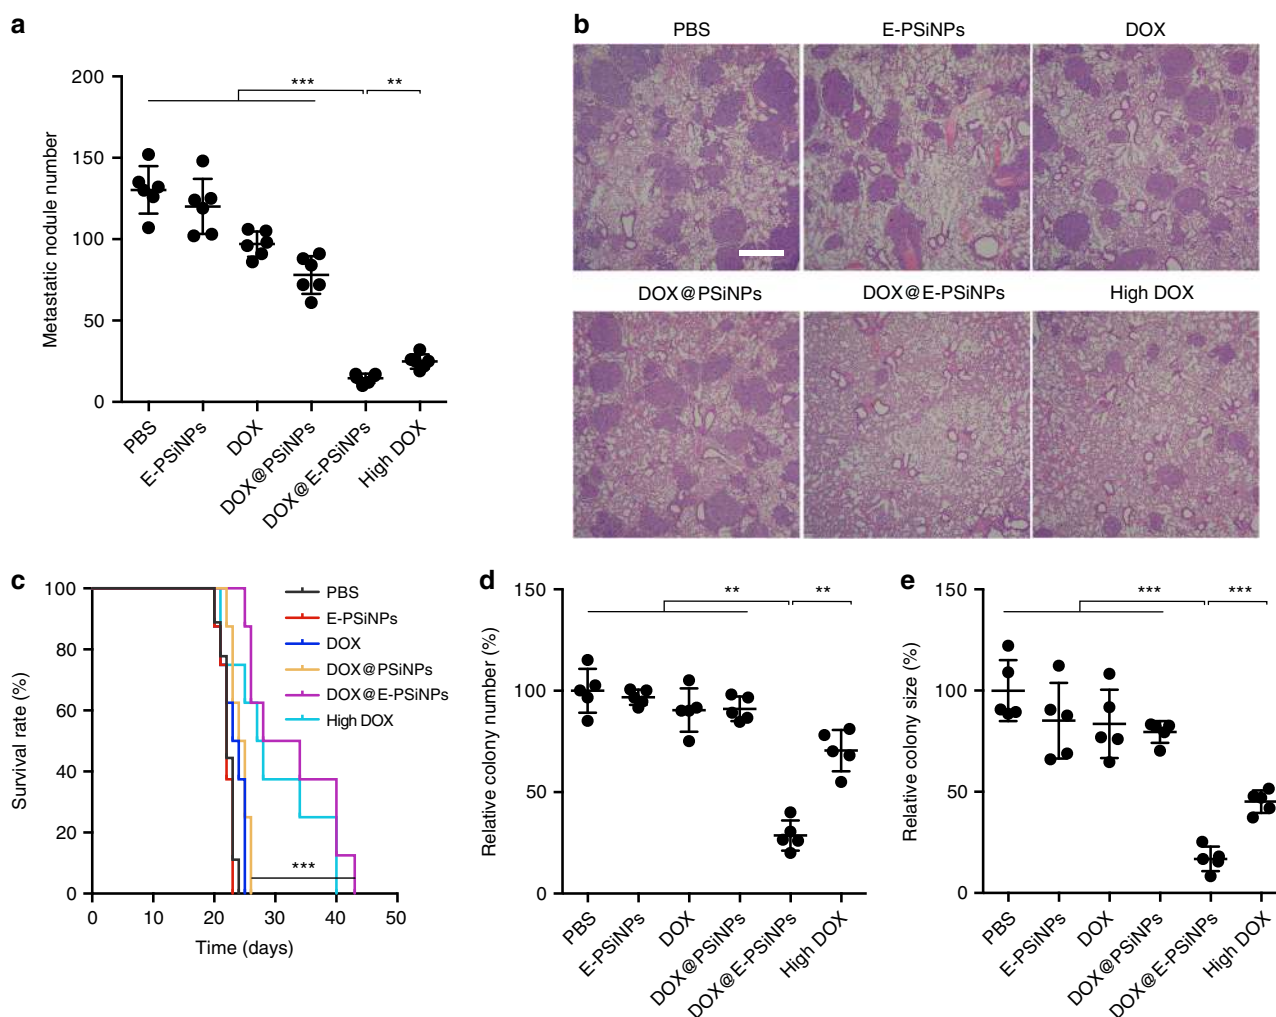 a
Metastatic nodule number
200
150
100
50
0
***
**
PBS
E-PSiNPs
DOX
DOX@PSiNPs
DOX@E-PSiNPs
High DOX
b
PBS
E-PSiNPs
DOX
DOX@PSiNPs
DOX@E-PSiNPs
High DOX
c
Survival rate (%)
100
80
60
40
20
0
0
10
20
30
40
50
Time (days)
PBS
E-PSiNPs
DOX
DOX@PSiNPs
DOX@E-PSiNPs
High DOX
***
d
Relative colony number (%)
150
100
50
0
**
**
PBS
E-PSiNPs
DOX
DOX@PSiNPs
DOX@E-PSiNPs
High DOX
e
Relative colony size (%)
150
100
50
0
***
***
PBS
E-PSiNPs
DOX
DOX@PSiNPs
DOX@E-PSiNPs
High DOX